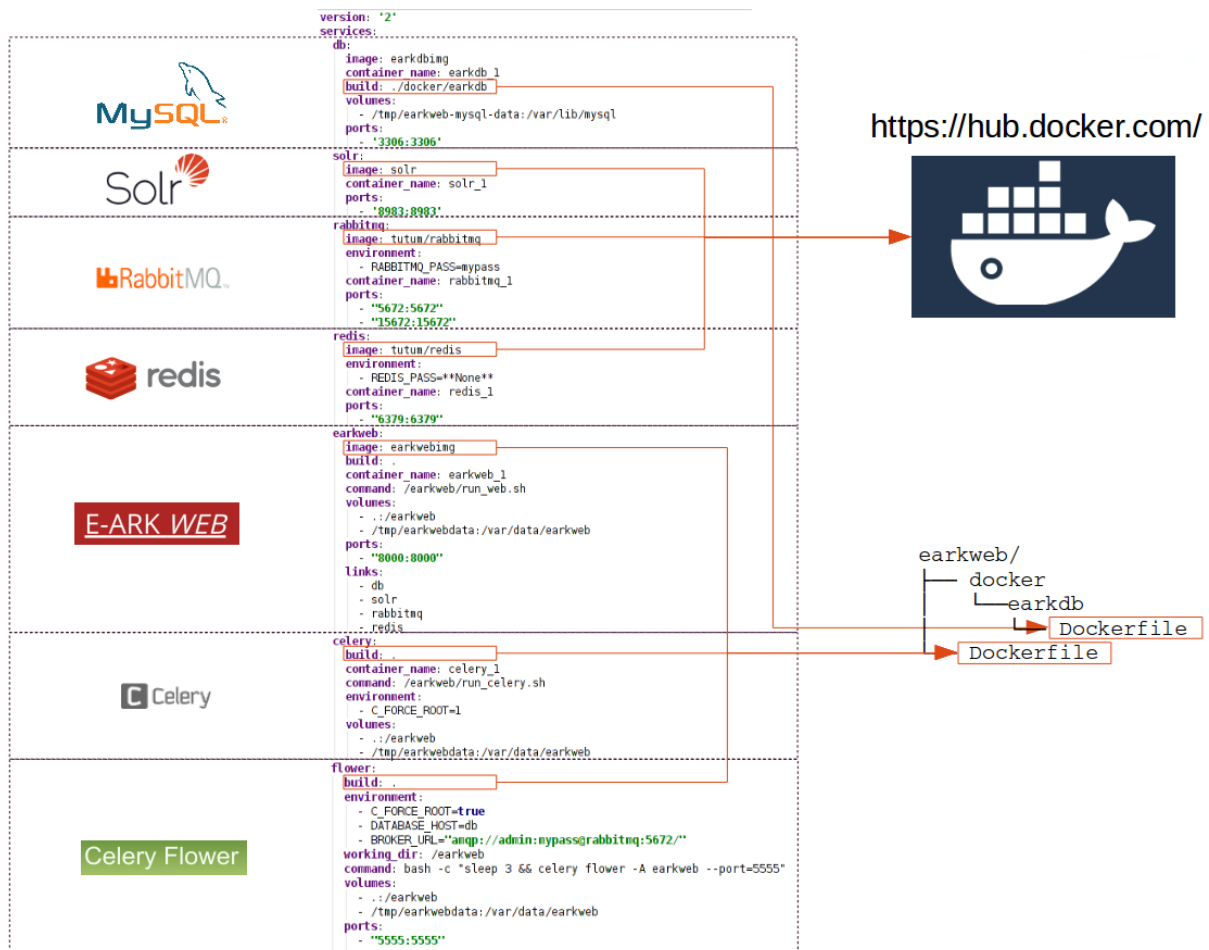 version: '2'
services:
db:
image: earkdbimg
container_name: earkdb_1
build: ./docker/earkdb
volumes:
- /tmp/earkweb-mysql-data:/var/lib/mysql
ports:
- '3306:3306'
MySQL®
solr:
image: solr
container_name: solr_1
ports:
- '8983:8983'
Solr
rabbitmq:
image: tutum/rabbitmq
environment:
- RABBITMQ_PASS=mypass
container_name: rabbitmq_1
ports:
- "5672:5672"
- "15672:15672"
RabbitMQ
redis:
image: tutum/redis
environment:
- REDIS_PASS=**None**
container_name: redis_1
ports:
- "6379:6379"
redis
earkweb:
image: earkwebimg
build: .
container_name: earkweb_1
command: /earkweb/run_web.sh
volumes:
- .:/earkweb
- /tmp/earkwebdata:/var/data/earkweb
ports:
- "8000:8000"
links:
- db
- solr
- rabbitmq
- redis
E-ARK WEB
celery:
build: .
container_name: celery_1
command: /earkweb/run_celery.sh
environment:
- C_FORCE_ROOT=1
volumes:
- .:/earkweb
- /tmp/earkwebdata:/var/data/earkweb
Celery
flower:
build: .
environment:
- C_FORCE_ROOT=true
- DATABASE_HOST=db
- BROKER_URL="amqp://admin:mypass@rabbitmq:5672/"
working_dir: /earkweb
command: bash -c "sleep 3 && celery flower -A earkweb --port=5555"
volumes:
- .:/earkweb
- /tmp/earkwebdata:/var/data/earkweb
ports:
- "5555:5555"
Celery Flower
https://hub.docker.com/
earkweb/
docker
earkdb
Dockerfile
Dockerfile